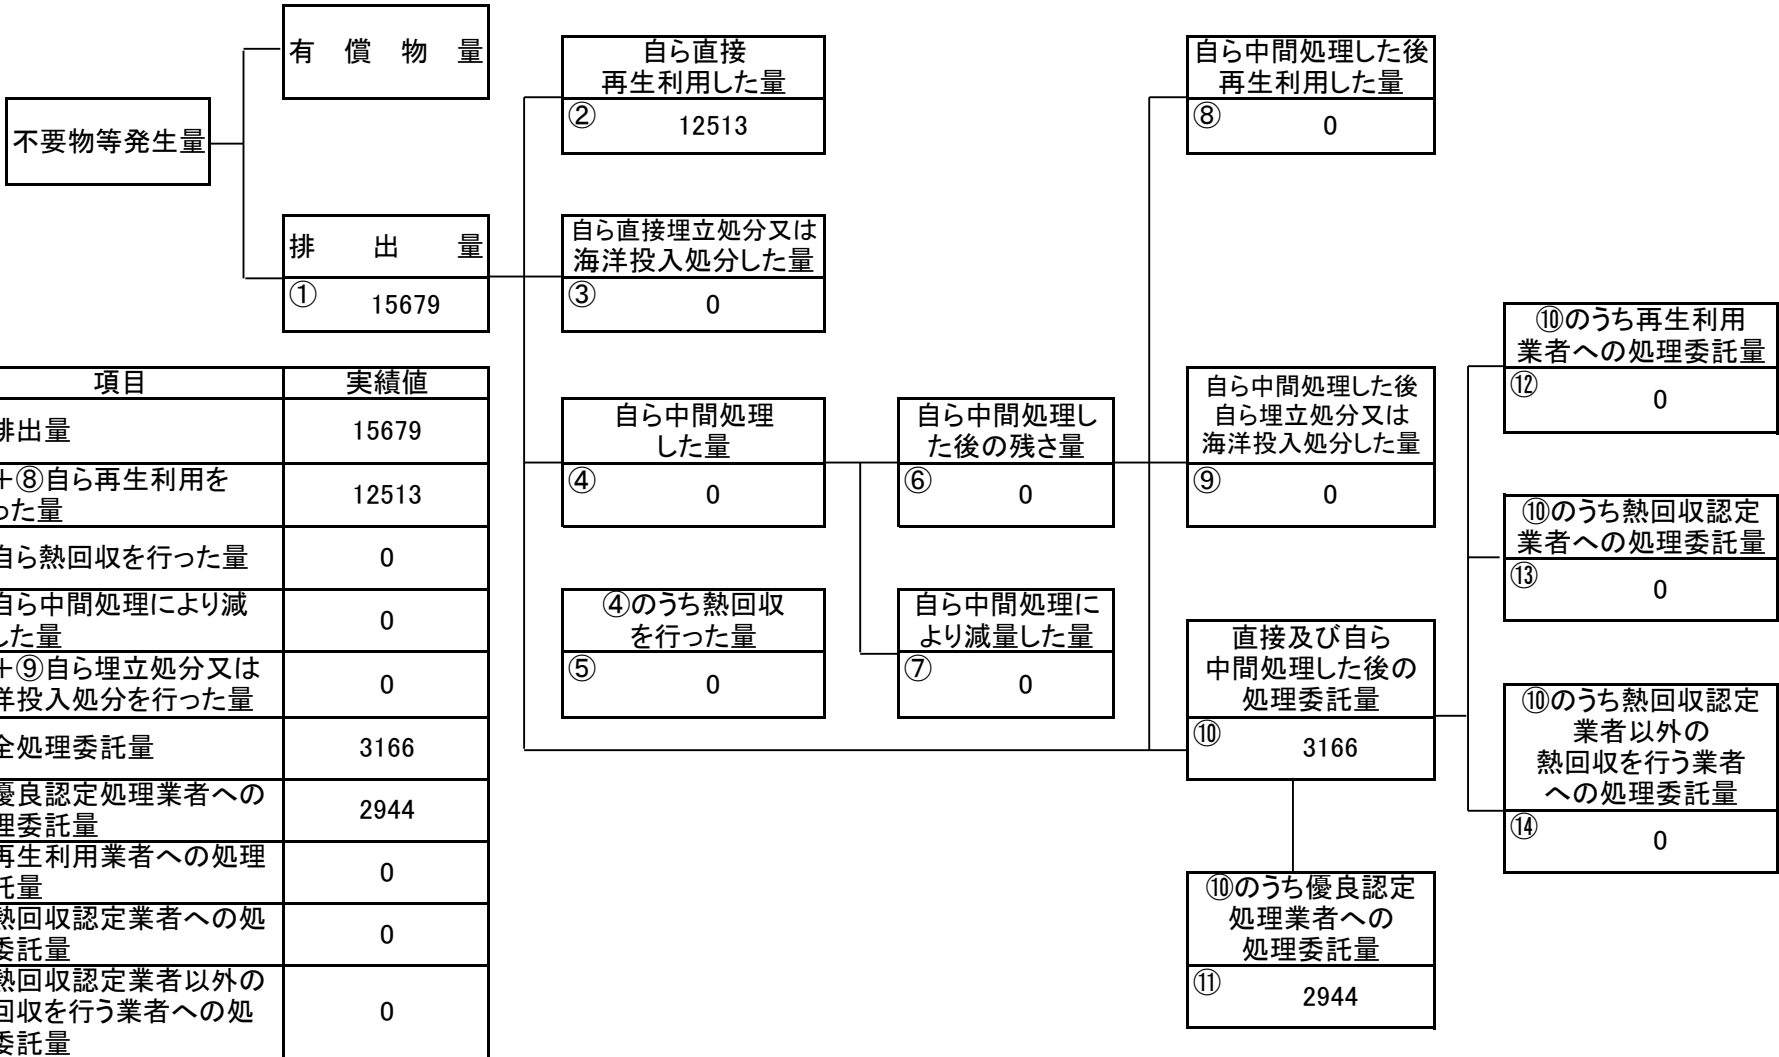 有償物量
自ら直接
再生利用した量
② 12513
自ら中間処理した後
再生利用した量
⑧ 0
不要物等発生量
排出量
① 15679
自ら直接埋立処分又は
海洋投入処分した量
③ 0
⑩のうち再生利用
業者への処理委託量
⑫ 0
自ら中間処理
した量
④ 0
自ら中間処理し
た後の残さ量
⑥ 0
自ら中間処理した後
自ら埋立処分又は
海洋投入処分した量
⑨ 0
⑩のうち熱回収認定
業者への処理委託量
⑬ 0
④のうち熱回収
を行った量
⑤ 0
自ら中間処理に
より減量した量
⑦ 0
直接及び自ら
中間処理した後の
処理委託量
⑩ 3166
⑩のうち熱回収認定
業者以外の
熱回収を行う業者
への処理委託量
⑭ 0
⑩のうち優良認定
処理業者への
処理委託量
⑪ 2944
項目 実績値
排出量 15679
+⑧自ら再生利用を
った量 12513
自ら熱回収を行った量 0
自ら中間処理により減
した量 0
+⑨自ら埋立処分又は
洋投入処分を行った量 0
全処理委託量 3166
優良認定処理業者への
理委託量 2944
再生利用業者への処理
託量 0
熱回収認定業者への処
委託量 0
熱回収認定業者以外の
回収を行う業者への処
委託量 0